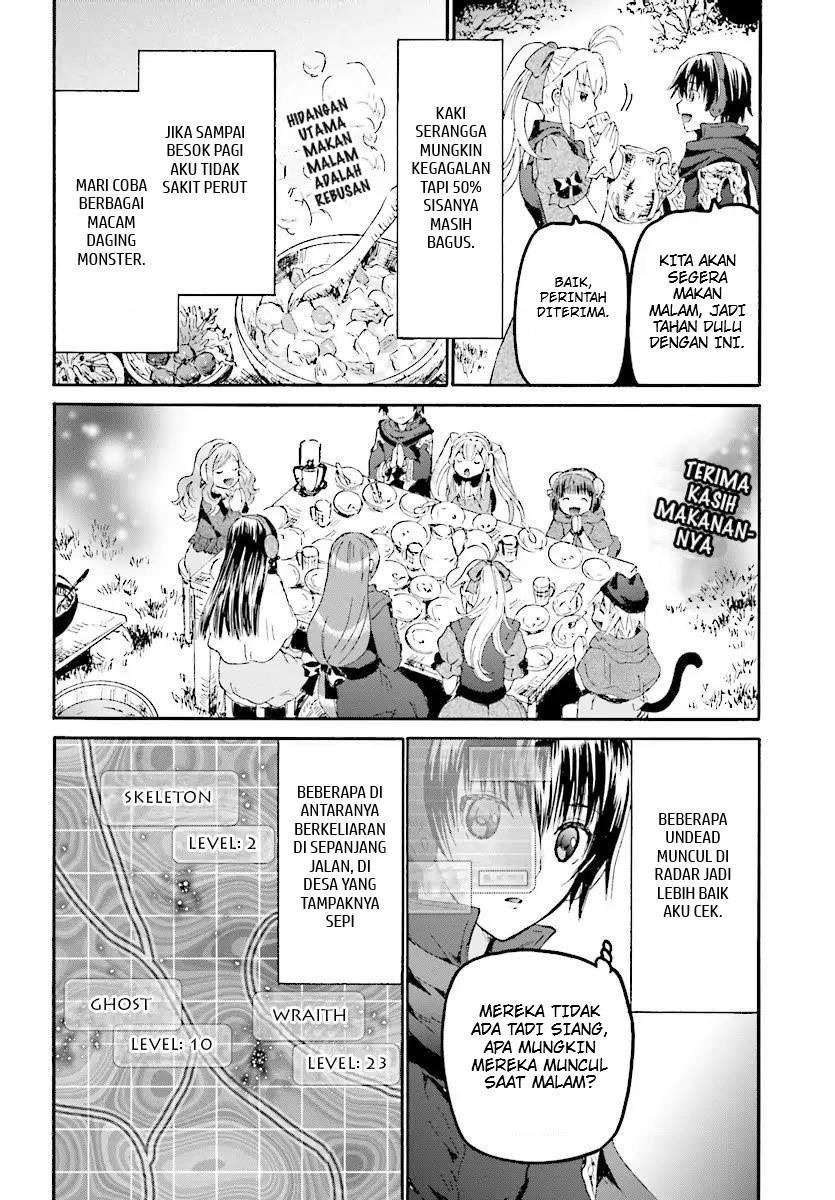 KITA AKAN
SEGERA
MAKAN
MALAM, JADI
TAHAN DULU
DENGAN INI.
BAIK,
PERINTAH
DITERIMA.
KAKI
SERANGGA
MUNGKIN
KEGAGALAN
TAPI 50%
SISANYA
MASIH
BAGUS.
HIDANGAN
UTAMA
MAKAN
MALAM
ADALAH
REBUSAN
JIKA SAMPAI
BESOK PAGI
AKU TIDAK
SAKIT PERUT
MARI COBA
BERBAGAI
MACAM
DAGING
MONSTER.
TERIMA
KASIH
MAKANAN-
NYA
BEBERAPA
UNDEAD
MUNCUL DI
RADAR JADI
LEBIH BAIK
AKU CEK.
MEREKA TIDAK
ADA TADI SIANG,
APA MUNGKIN
MEREKA MUNCUL
SAAT MALAM?
BEBERAPA DI
ANTARANYA
BERKELIARAN
DI SEPANJANG
JALAN, DI
DESA YANG
TAMPAKNYA
SEPI
SKELETON
LEVEL: 2
GHOST
LEVEL: 10
WRAITH
LEVEL: 23